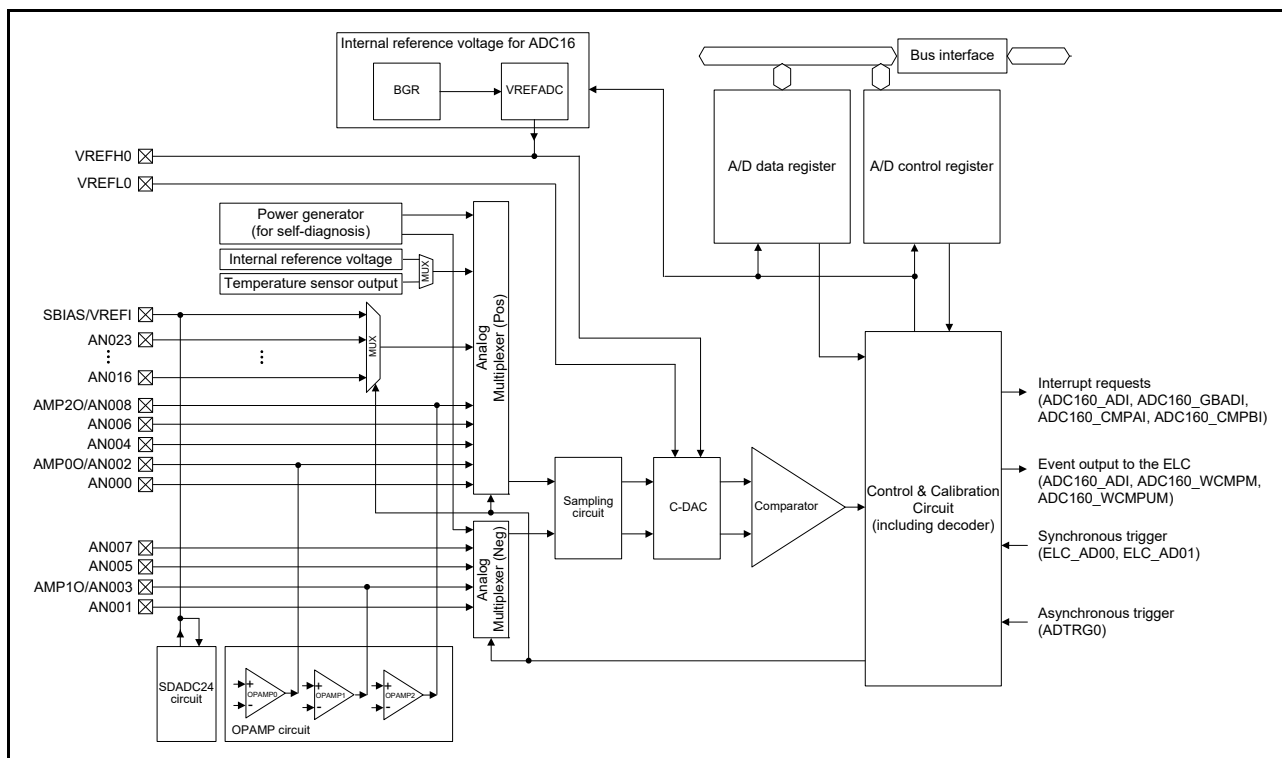 Internal reference voltage for ADC16
BGR
VREFADC
Bus interface
A/D data register
A/D control register
VREFH0
VREFL0
Power generator
(for self-diagnosis)
Internal reference voltage
Temperature sensor output
MUX
SBIAS/VREFI
AN023
AN016
MUX
AMP2O/AN008
AN006
AN004
AMP0O/AN002
AN000
Analog
Multiplexer (Pos)
AN007
AN005
AMP1O/AN003
AN001
Analog
Multiplexer (Neg)
Sampling
circuit
C-DAC
Comparator
Control & Calibration
Circuit
(including decoder)
Interrupt requests
(ADC160_ADI, ADC160_GBADI,
ADC160_CMPAI, ADC160_CMPBI)
Event output to the ELC
(ADC160_ADI, ADC160_WCMPM,
ADC160_WCMPUM)
Synchronous trigger
(ELC_AD00, ELC_AD01)
Asynchronous trigger
(ADTRG0)
SDADC24
circuit
+
-
OPAMP0
+
-
OPAMP1
+
-
OPAMP2
OPAMP circuit